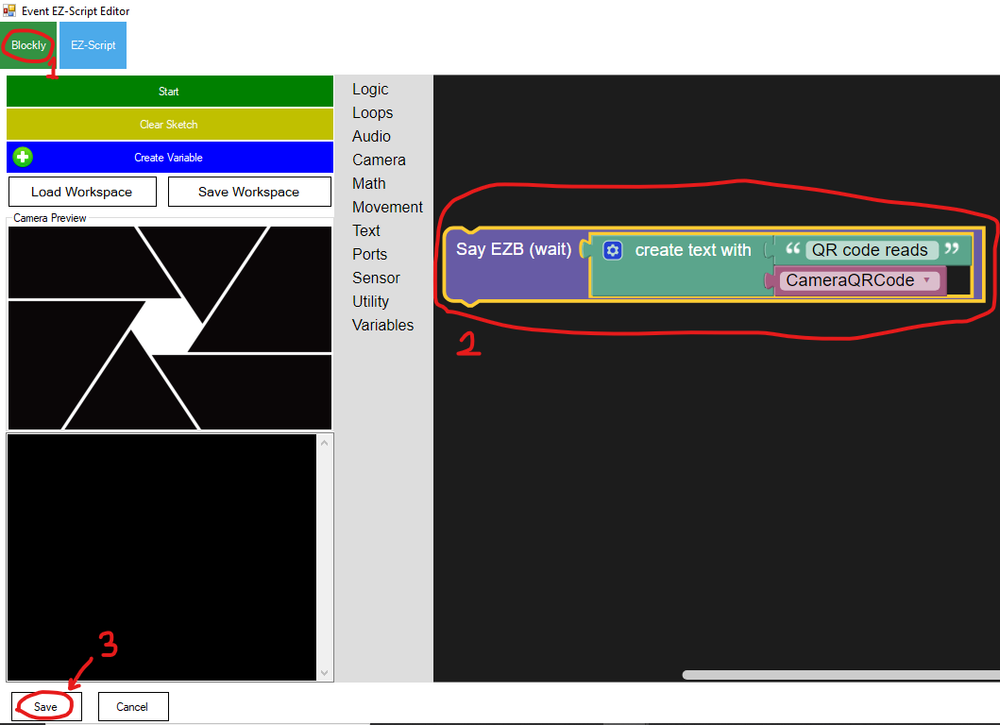 Event EZ-Script Editor
Blockly
EZ-Script
1
Start
Clear Sketch
Create Variable
Load Workspace
Save Workspace
Camera Preview
Logic
Loops
Audio
Camera
Math
Movement
Text
Ports
Sensor
Utility
Variables
Say EZB (wait) create text with “ QR code reads ”
CameraQRCode
2
3
Save
Cancel